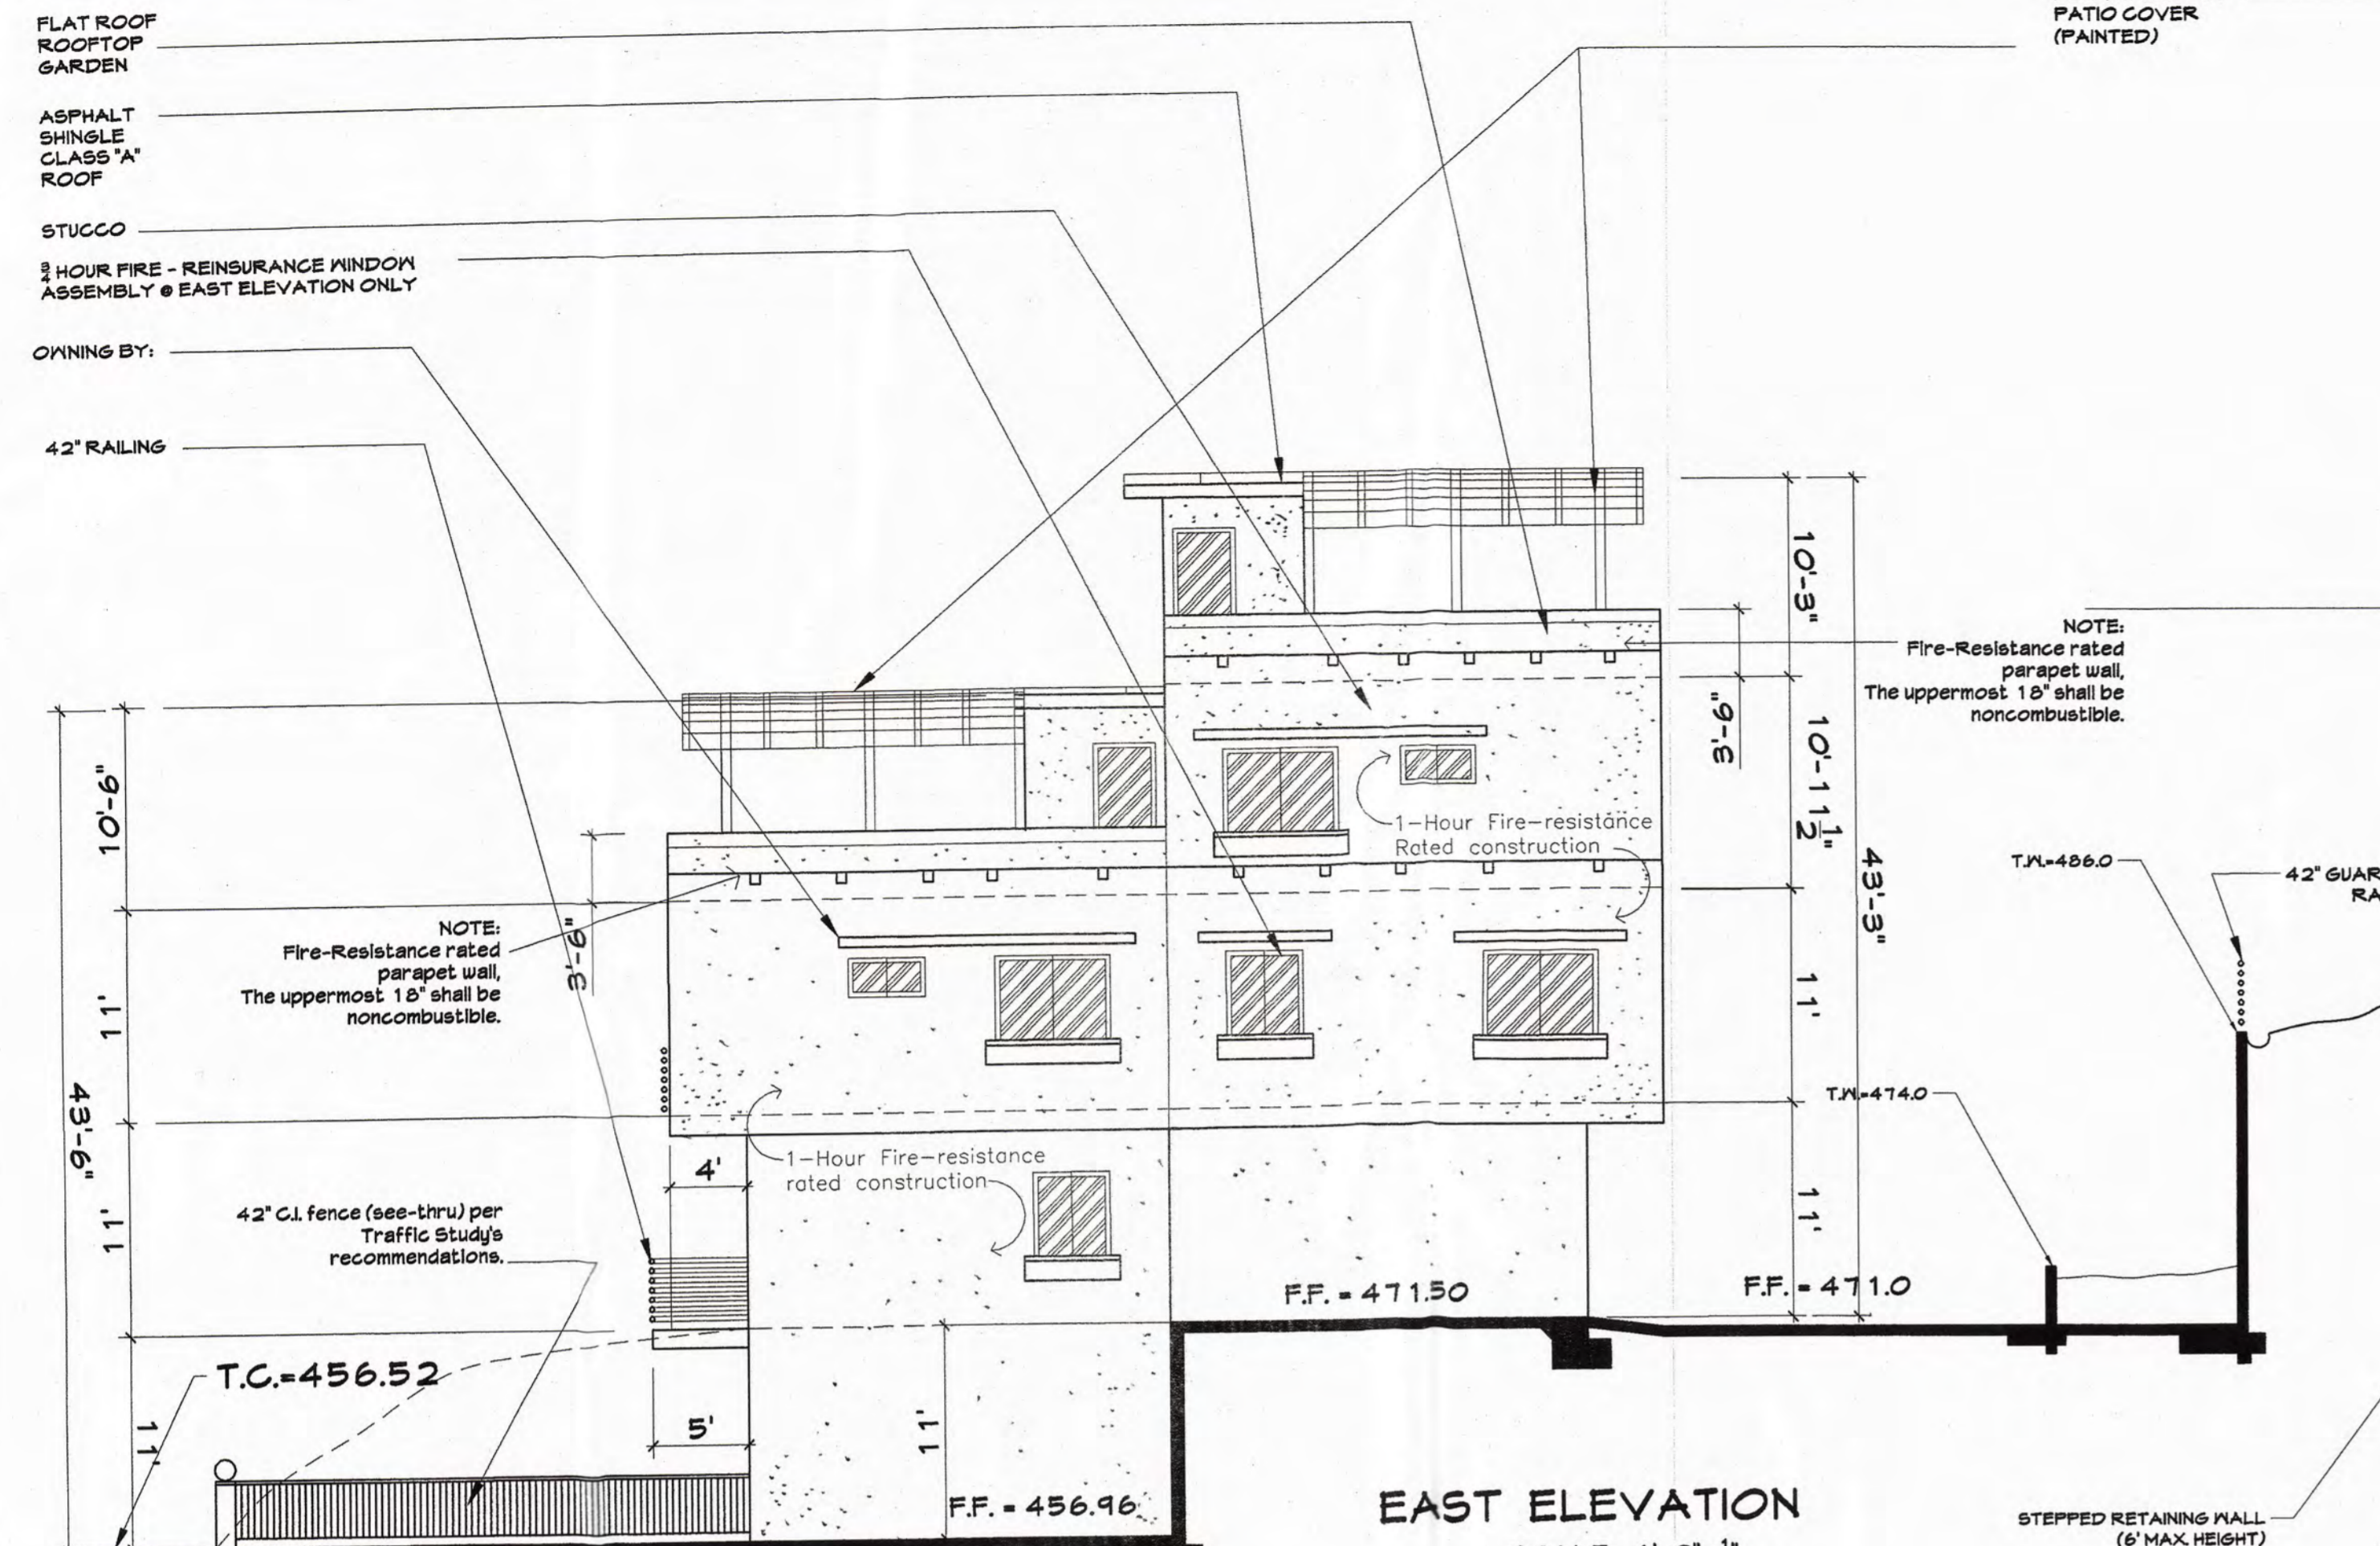 FLAT ROOF
ROOFTOP
GARDEN
ASPHALT
SHINGLE
CLASS "A"
ROOF
STUCCO
3/4 HOUR FIRE - REINSURANCE WINDOW
ASSEMBLY @ EAST ELEVATION ONLY
OWNING BY:
42" RAILING
PATIO COVER
(PAINTED)
10'-3"
NOTE:
Fire-Resistance rated
parapet wall,
The uppermost 18" shall be
noncombustible.
3'-6"
10'-1 1/2"
43'-3"
11'
11'
1-Hour Fire-resistance
Rated construction
T.W.=486.0
42" GUAR
RA
T.W.=474.0
10'-6"
3'-6"
11'
43'-6"
11'
11'
NOTE:
Fire-Resistance rated
parapet wall,
The uppermost 18" shall be
noncombustible.
4'
1-Hour Fire-resistance
rated construction
42" C.I. fence (see-thru) per
Traffic Study's
recommendations.
F.F. = 471.50
F.F. = 471.0
T.C.=456.52
5'
11'
F.F. = 456.96
EAST ELEVATION
STEPPED RETAINING WALL
(6' MAX. HEIGHT)